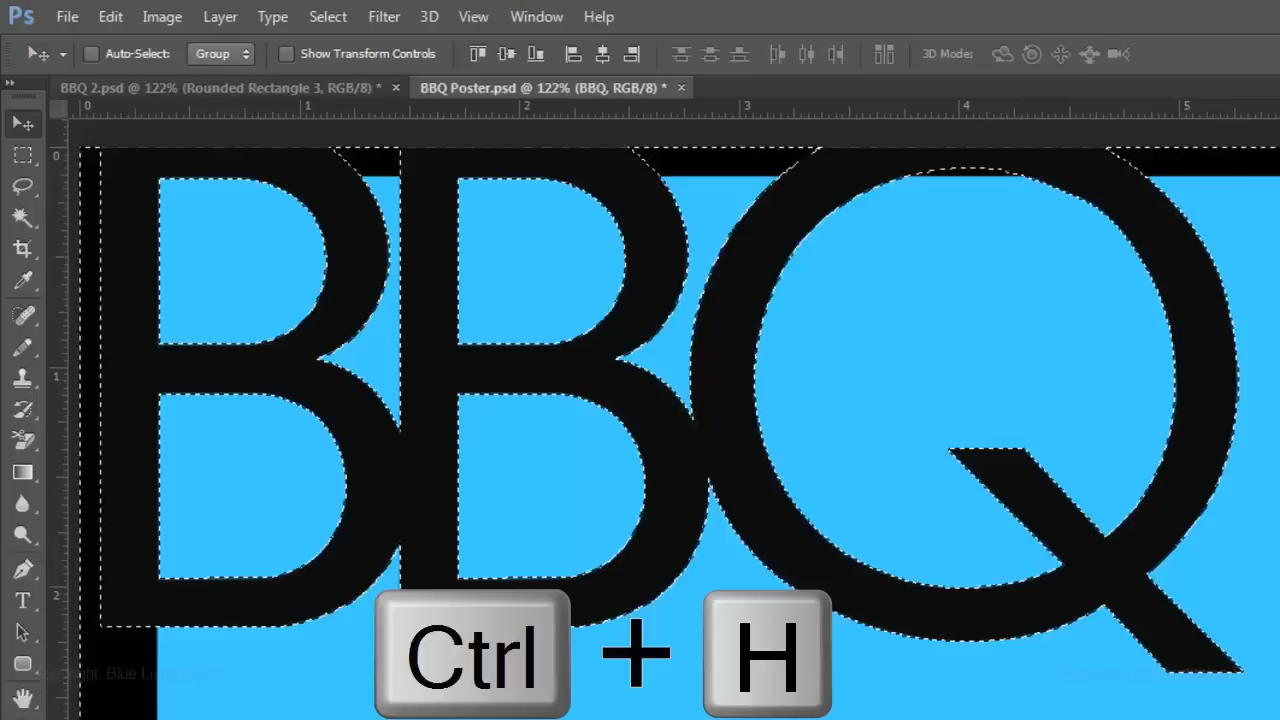 Ps File Edit Image Layer Type Select Filter 3D View Window Help
Auto-Select: Group Show Transform Controls 3D Mode:
BBQ 2.psd @ 122% (Rounded Rectangle 3, RGB/8) * × BBQ Poster.psd @ 122% (BBQ, RGB/8) * ×
0 1 2 3 4 5
0
1
2
BBQ
Ctrl + H